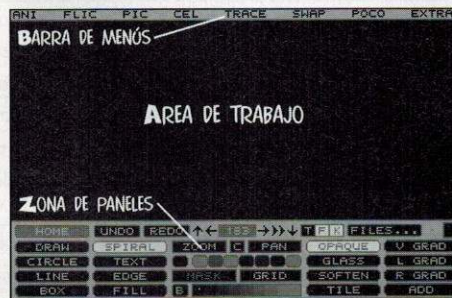 ANI FLIC PIC CEL TRACE SWAP POCO EXTRA
BARRA DE MENÚS
AREA DE TRABAJO
ZONA DE PANELES
HOME UNDO REDO 183 T F K FILES...
DRAW SPIRAL ZOOM C PAN OPAQUE V GRAD
CIRCLE TEXT GLASS L GRAD
LINE EDGE MASK GRID SOFTEN R GRAD
BOX FILL B TILE ADD